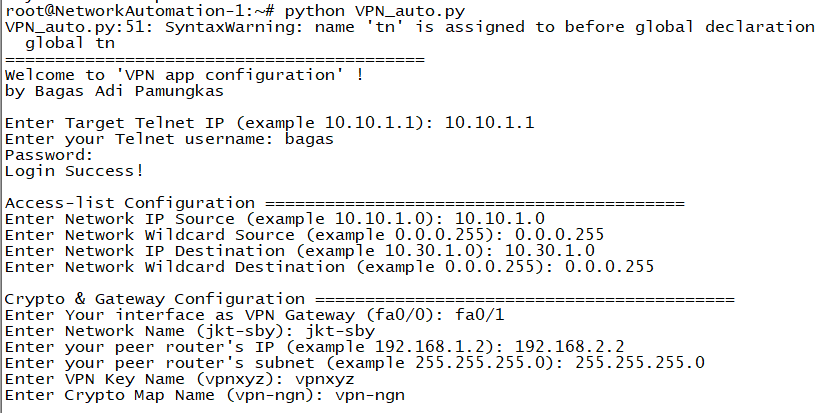 root@NetworkAutomation-1:~# python VPN_auto.py
VPN_auto.py:51: SyntaxWarning: name 'tn' is assigned to before global declaration
  global tn
==========================================
Welcome to 'VPN app configuration' !
by Bagas Adi Pamungkas

Enter Target Telnet IP (example 10.10.1.1): 10.10.1.1
Enter your Telnet username: bagas
Password:
Login Success!

Access-list Configuration ==========================================
Enter Network IP Source (example 10.10.1.0): 10.10.1.0
Enter Network Wildcard Source (example 0.0.0.255): 0.0.0.255
Enter Network IP Destination (example 10.30.1.0): 10.30.1.0
Enter Network Wildcard Destination (example 0.0.0.255): 0.0.0.255

Crypto & Gateway Configuration ==========================================
Enter Your interface as VPN Gateway (fa0/0): fa0/1
Enter Network Name (jkt-sby): jkt-sby
Enter your peer router's IP (example 192.168.1.2): 192.168.2.2
Enter your peer router's subnet (example 255.255.255.0): 255.255.255.0
Enter VPN Key Name (vpnxyz): vpnxyz
Enter Crypto Map Name (vpn-ngn): vpn-ngn